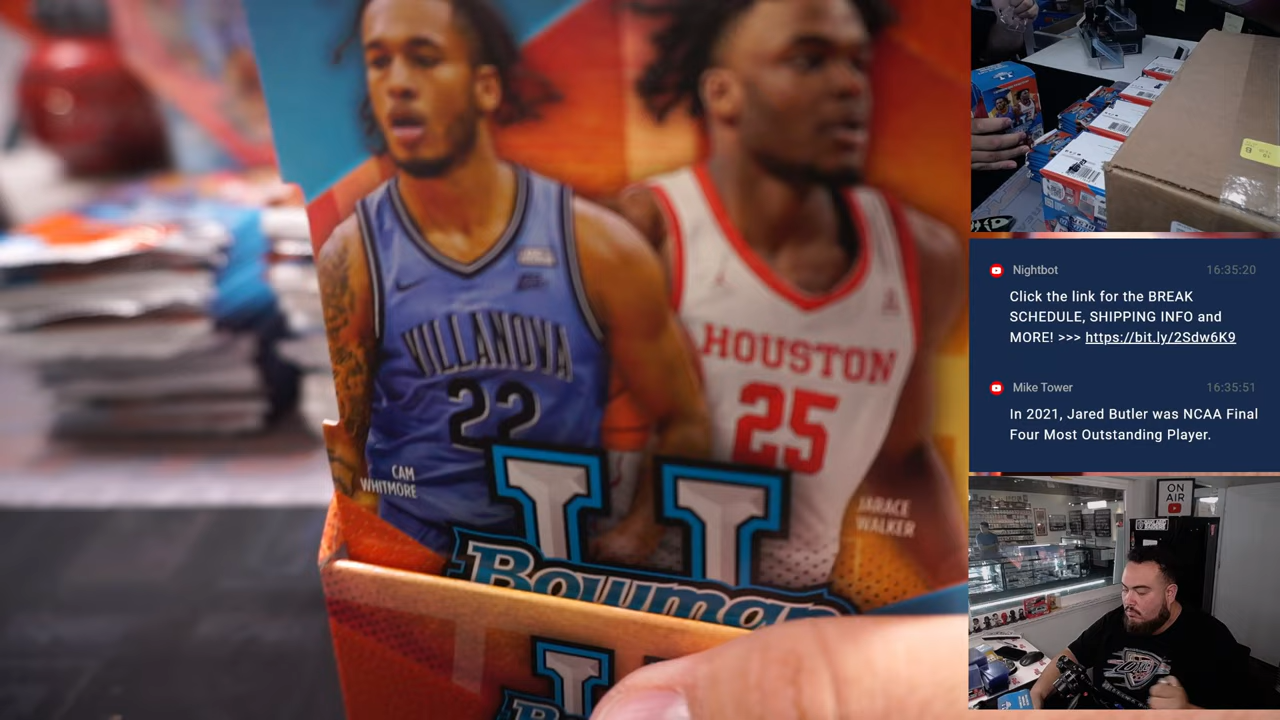 VILLANOVA
22
CAM
WHITMORE
HOUSTON
25
JARACE
WALKER
U
Bowman
U
Nightbot 16:35:20
Click the link for the BREAK
SCHEDULE, SHIPPING INFO and
MORE! >>> https://bit.ly/2Sdw6K9
Mike Tower 16:35:51
In 2021, Jared Butler was NCAA Final
Four Most Outstanding Player.
ON
AIR